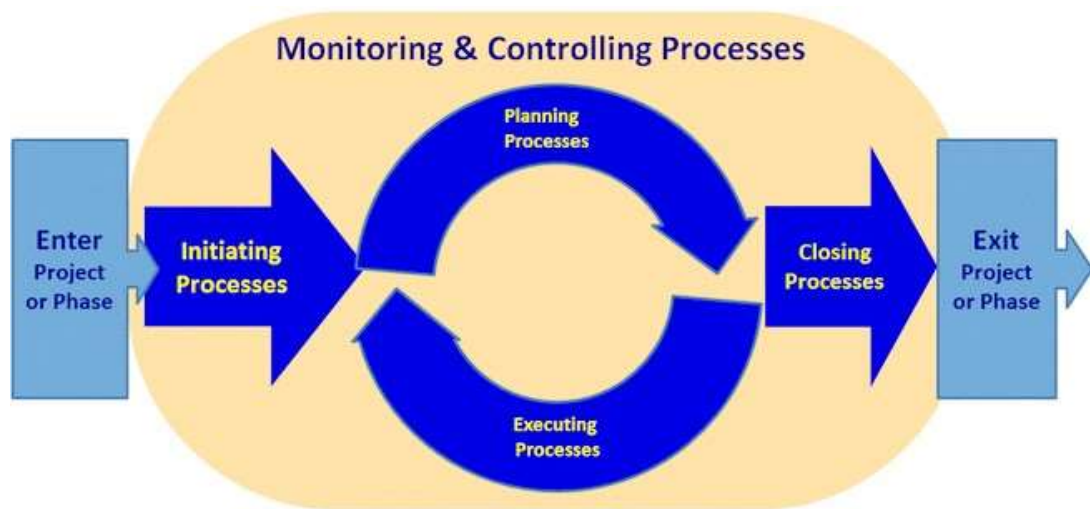 Monitoring & Controlling Processes
Planning
Processes
Enter
Project
or Phase
Initiating
Processes
Closing
Processes
Exit
Project
or Phase
Executing
Processes